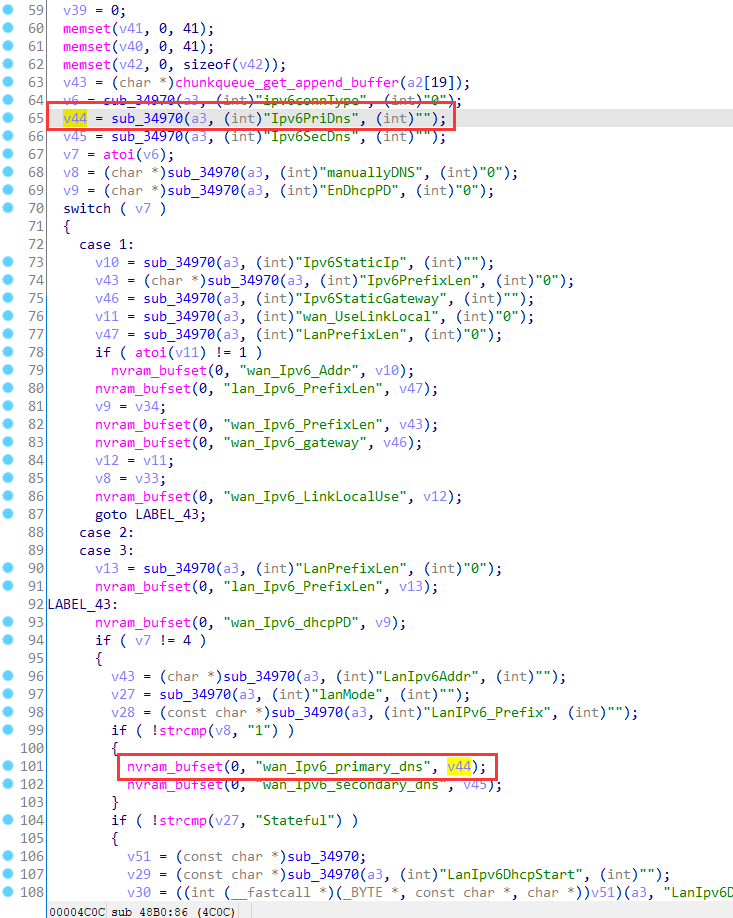 59 v39 = 0;
60 memset(v41, 0, 41);
61 memset(v40, 0, 41);
62 memset(v42, 0, sizeof(v42));
63 v43 = (char *)chunkqueue_get_append_buffer(a2[19]);
64 v6 = sub_34970(a3, (int)"ipv6connType", (int)"0");
65 v44 = sub_34970(a3, (int)"Ipv6PriDns", (int)"");
66 v45 = sub_34970(a3, (int)"Ipv6SecDns", (int)"");
67 v7 = atoi(v6);
68 v8 = (char *)sub_34970(a3, (int)"manuallyDNS", (int)"0");
69 v9 = (char *)sub_34970(a3, (int)"EnDhcpPD", (int)"0");
70 switch ( v7 )
71 {
72 case 1:
73 v10 = sub_34970(a3, (int)"Ipv6StaticIp", (int)"");
74 v43 = (char *)sub_34970(a3, (int)"Ipv6PrefixLen", (int)"0");
75 v46 = sub_34970(a3, (int)"Ipv6StaticGateway", (int)"");
76 v11 = sub_34970(a3, (int)"wan_UseLinkLocal", (int)"0");
77 v47 = sub_34970(a3, (int)"LanPrefixLen", (int)"0");
78 if ( atoi(v11) != 1 )
79 nvram_bufset(0, "wan_Ipv6_Addr", v10);
80 nvram_bufset(0, "lan_Ipv6_PrefixLen", v47);
81 v9 = v34;
82 nvram_bufset(0, "wan_Ipv6_PrefixLen", v43);
83 nvram_bufset(0, "wan_Ipv6_gateway", v46);
84 v12 = v11;
85 v8 = v33;
86 nvram_bufset(0, "wan_Ipv6_LinkLocalUse", v12);
87 goto LABEL_43;
88 case 2:
89 case 3:
90 v13 = sub_34970(a3, (int)"LanPrefixLen", (int)"0");
91 nvram_bufset(0, "lan_Ipv6_PrefixLen", v13);
92 LABEL_43:
93 nvram_bufset(0, "wan_Ipv6_dhcpPD", v9);
94 if ( v7 != 4 )
95 {
96 v43 = (char *)sub_34970(a3, (int)"LanIpv6Addr", (int)"");
97 v27 = sub_34970(a3, (int)"lanMode", (int)"");
98 v28 = (const char *)sub_34970(a3, (int)"LanIPv6_Prefix", (int)"");
99 if ( !strcmp(v8, "1") )
100 {
101 nvram_bufset(0, "wan_Ipv6_primary_dns", v44);
102 nvram_bufset(0, "wan_Ipv6_secondary_dns", v45);
103 }
104 if ( !strcmp(v27, "Stateful") )
105 {
106 v51 = (const char *)sub_34970;
107 v29 = (const char *)sub_34970(a3, (int)"LanIpv6DhcpStart", (int)"");
108 v30 = ((int (__fastcall *)(_BYTE *, const char *, char *))v51)(a3, "LanIpv6D
00004C0C sub_48B0:86 (4C0C)